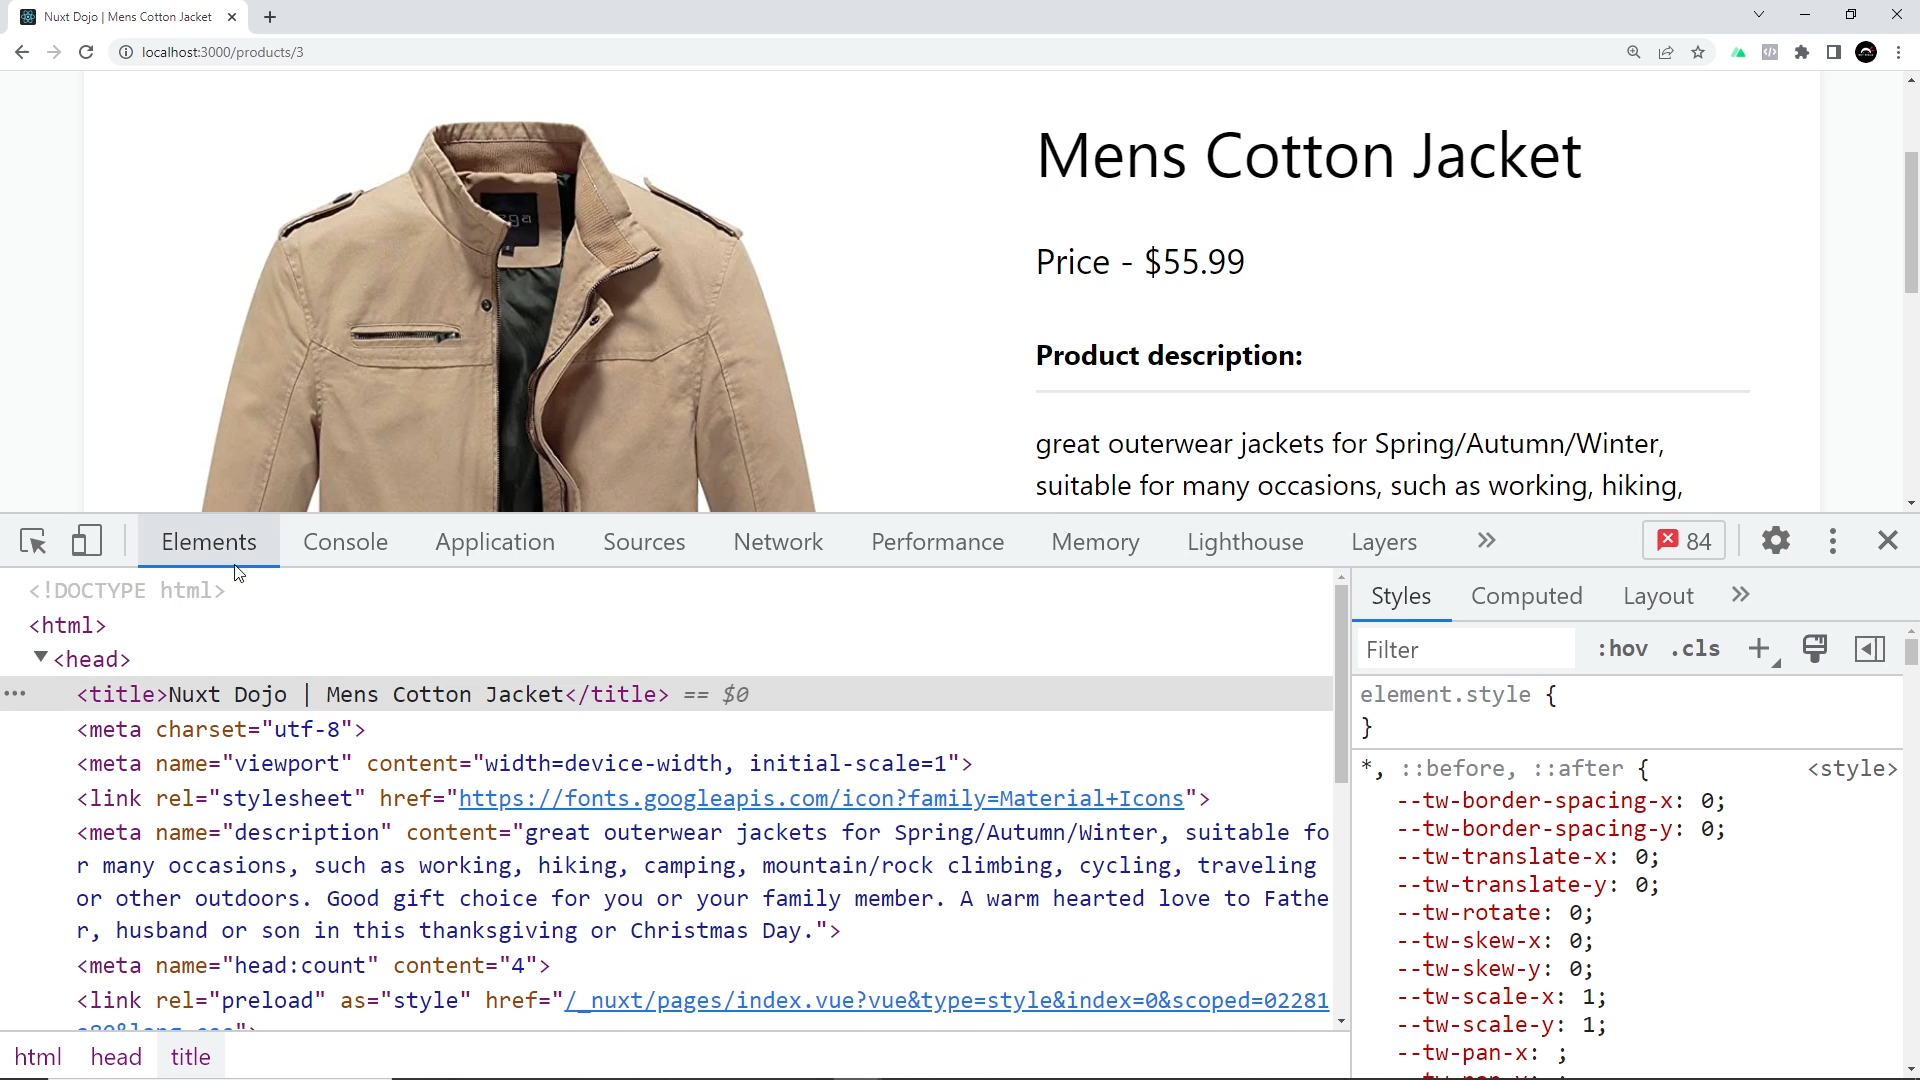 Nuxt Dojo | Mens Cotton Jacket
localhost:3000/products/3
Mens Cotton Jacket
Price - $55.99
Product description:
great outerwear jackets for Spring/Autumn/Winter,
suitable for many occasions, such as working, hiking,
Elements Console Application Sources Network Performance Memory Lighthouse Layers 84
<!DOCTYPE html>
<html>
<head>
<title>Nuxt Dojo | Mens Cotton Jacket</title> == $0
<meta charset="utf-8">
<meta name="viewport" content="width=device-width, initial-scale=1">
<link rel="stylesheet" href="https://fonts.googleapis.com/icon?family=Material+Icons">
<meta name="description" content="great outerwear jackets for Spring/Autumn/Winter, suitable fo
r many occasions, such as working, hiking, camping, mountain/rock climbing, cycling, traveling
or other outdoors. Good gift choice for you or your family member. A warm hearted love to Fathe
r, husband or son in this thanksgiving or Christmas Day.">
<meta name="head:count" content="4">
<link rel="preload" as="style" href="/_nuxt/pages/index.vue?vue&type=style&index=0&scoped=02281
html head title
Styles Computed Layout
Filter :hov .cls
element.style {
}
*, ::before, ::after { <style>
--tw-border-spacing-x: 0;
--tw-border-spacing-y: 0;
--tw-translate-x: 0;
--tw-translate-y: 0;
--tw-rotate: 0;
--tw-skew-x: 0;
--tw-skew-y: 0;
--tw-scale-x: 1;
--tw-scale-y: 1;
--tw-pan-x: ;